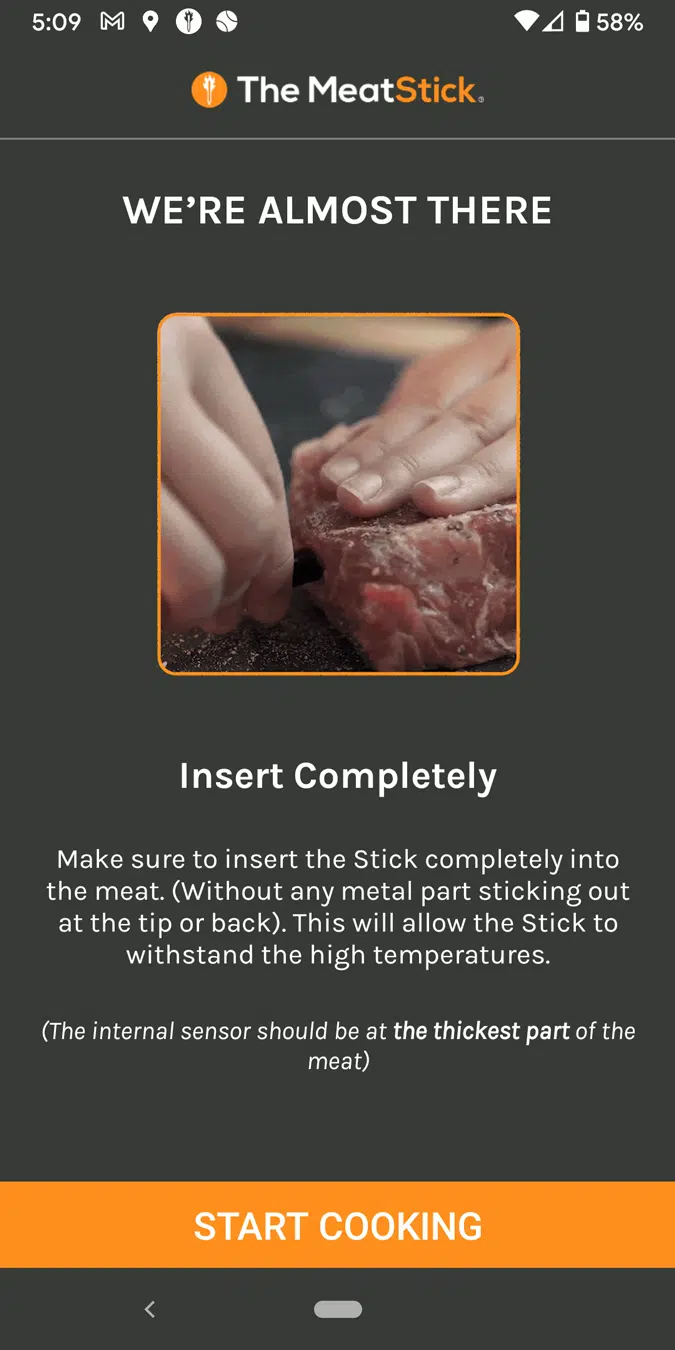 5:09
58%
The MeatStick
WE’RE ALMOST THERE
Insert Completely
Make sure to insert the Stick completely into
the meat. (Without any metal part sticking out
at the tip or back). This will allow the Stick to
withstand the high temperatures.
(The internal sensor should be at the thickest part of the
meat)
START COOKING